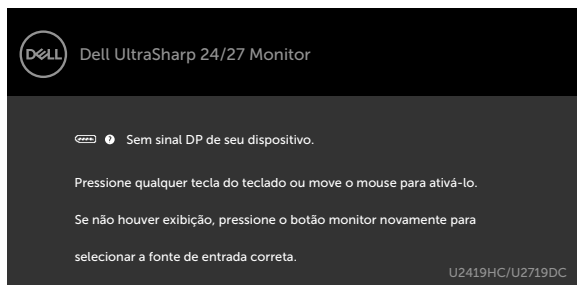 DELL Dell UltraSharp 24/27 Monitor
Sem sinal DP de seu dispositivo.
Pressione qualquer tecla do teclado ou move o mouse para ativá-lo.
Se não houver exibição, pressione o botão monitor novamente para
selecionar a fonte de entrada correta.
U2419HC/U2719DC